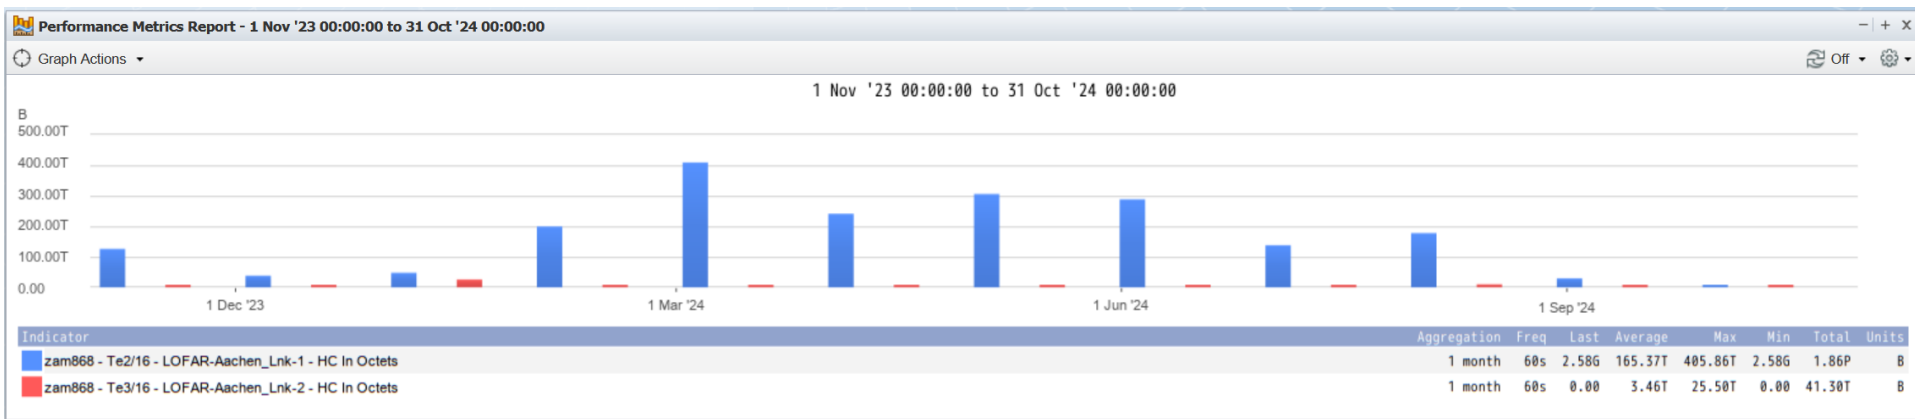 Performance Metrics Report - 1 Nov '23 00:00:00 to 31 Oct '24 00:00:00
Graph Actions Off
1 Nov '23 00:00:00 to 31 Oct '24 00:00:00
B
500.00T
400.00T
300.00T
200.00T
100.00T
0.00
1 Dec '23 1 Mar '24 1 Jun '24 1 Sep '24
Indicator Aggregation Freq Last Average Max Min Total Units
zam868 - Te2/16 - LOFAR-Aachen_Lnk-1 - HC In Octets 1 month 60s 2.58G 165.37T 405.86T 2.58G 1.86P B
zam868 - Te3/16 - LOFAR-Aachen_Lnk-2 - HC In Octets 1 month 60s 0.00 3.46T 25.50T 0.00 41.30T B